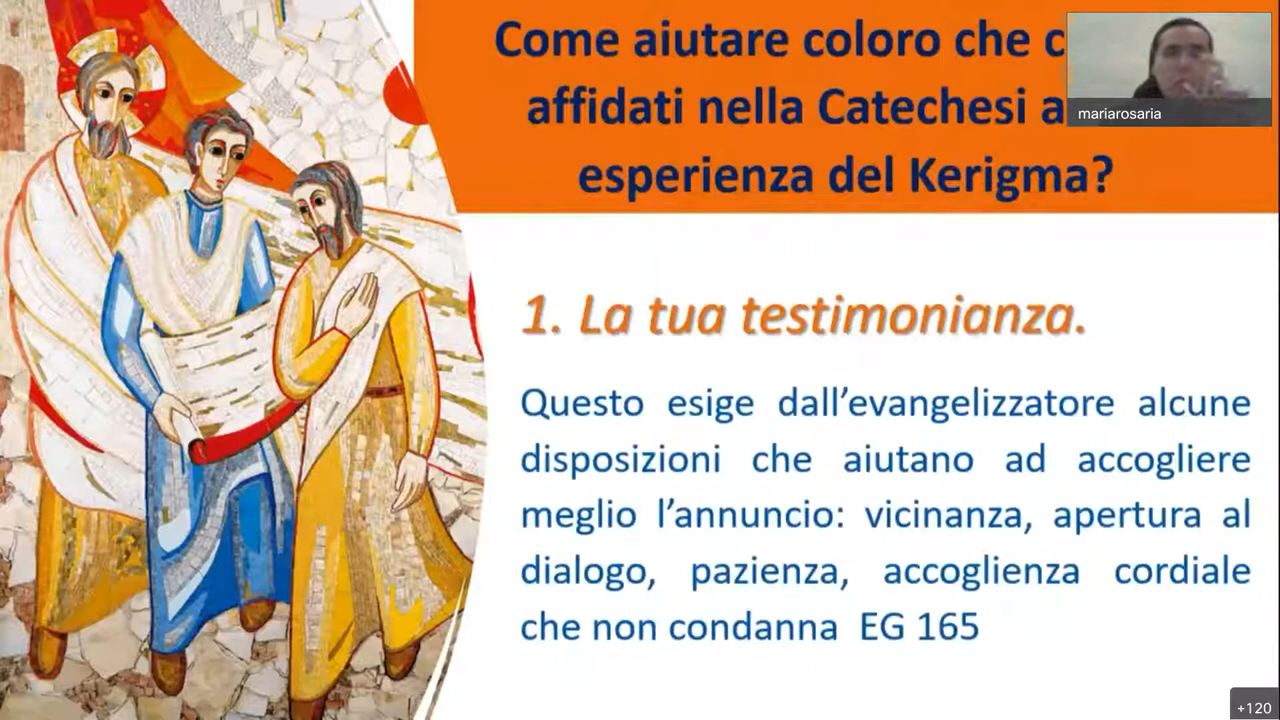 Come aiutare coloro che c
affidati nella Catechesi a
esperienza del Kerigma?
mariarosaria
1. La tua testimonianza.
Questo esige dall’evangelizzatore alcune
disposizioni che aiutano ad accogliere
meglio l’annuncio: vicinanza, apertura al
dialogo, pazienza, accoglienza cordiale
che non condanna EG 165
+120